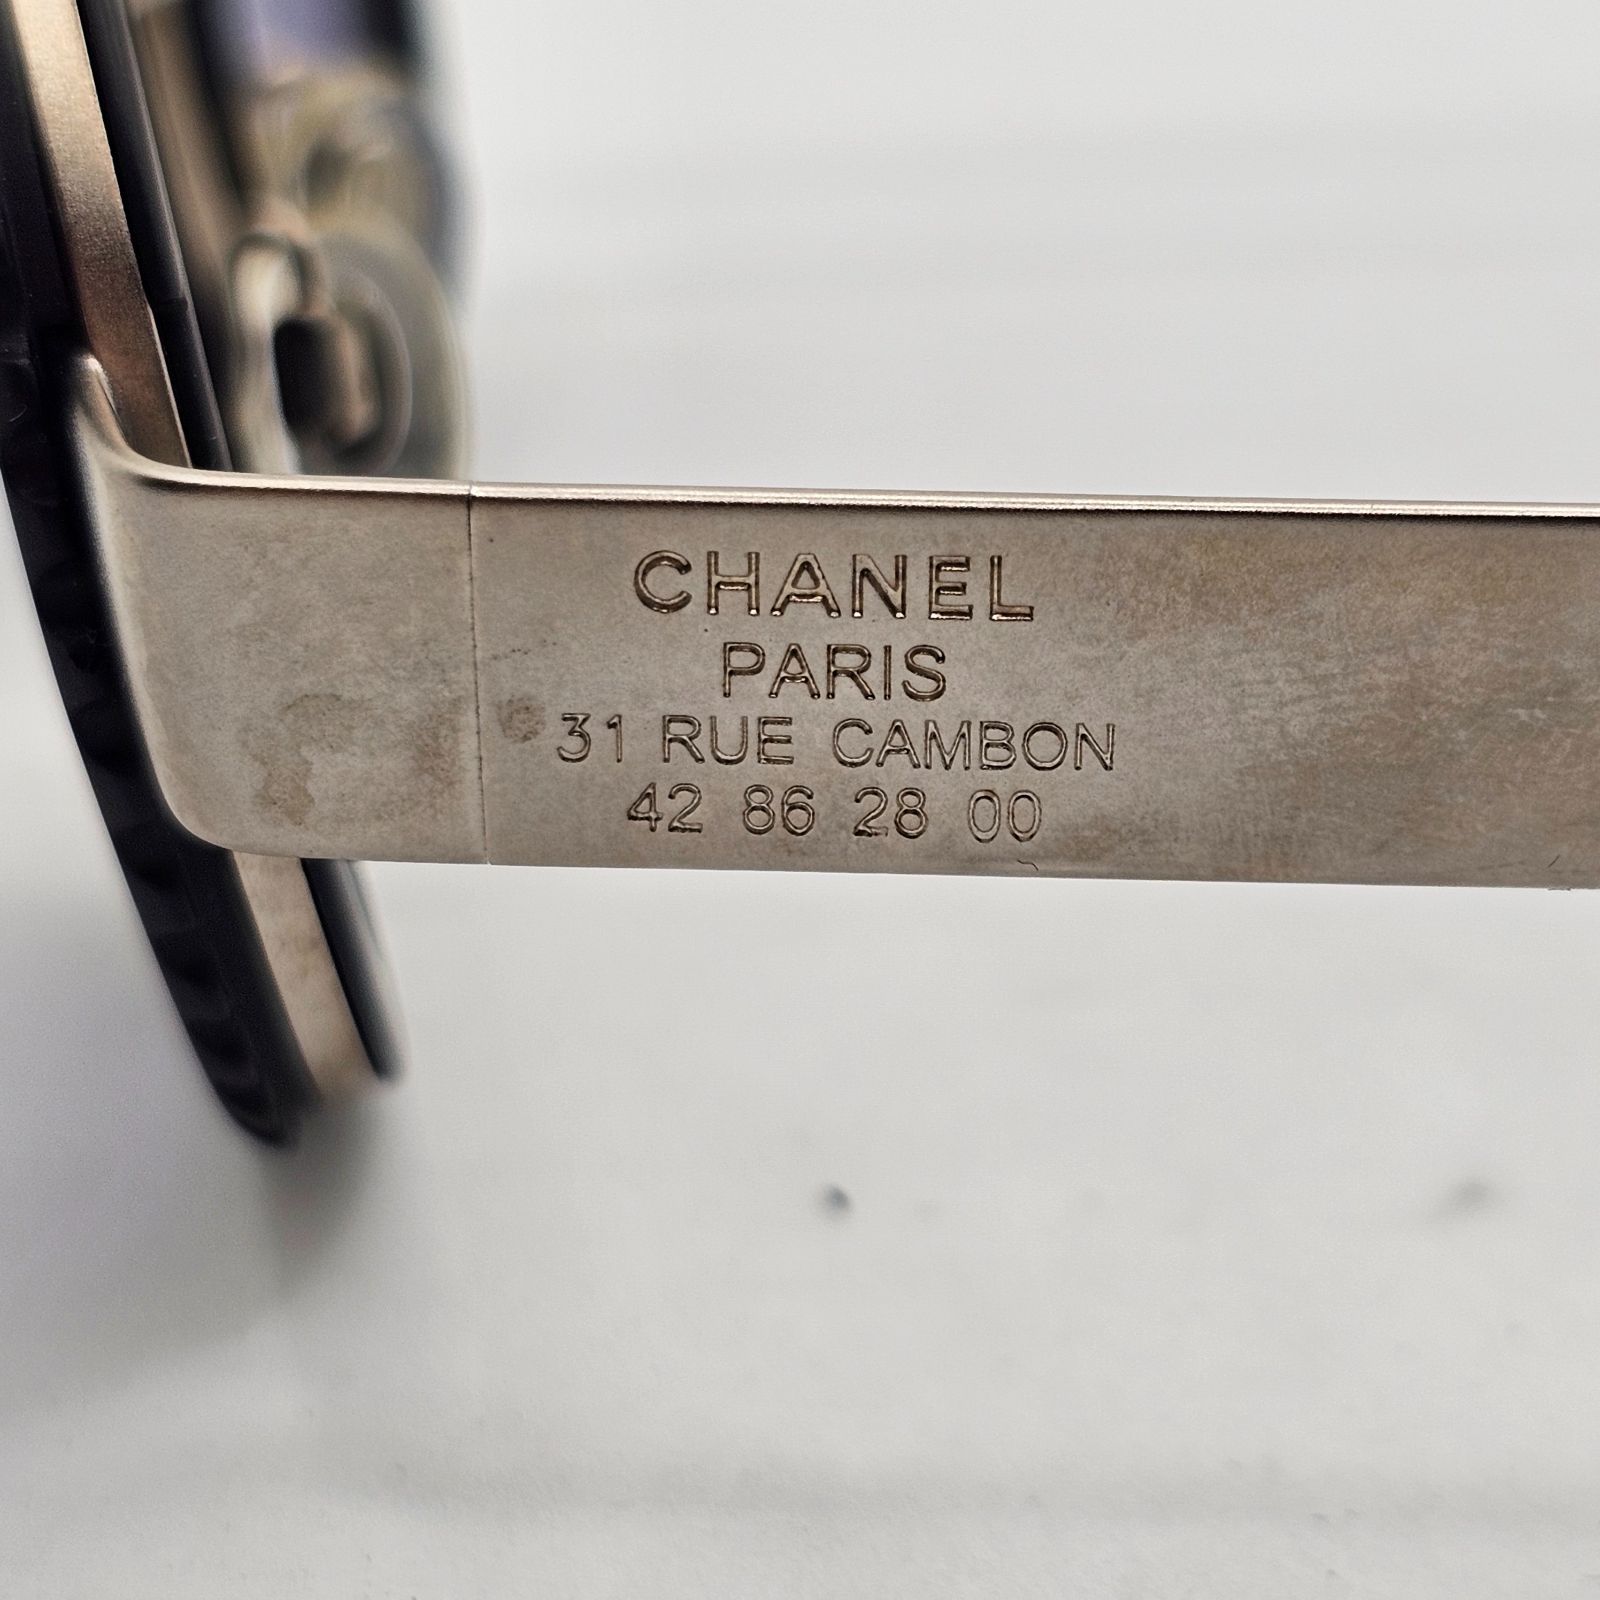 CHANEL
PARIS
31 RUE CAMBON
42 86 28 00